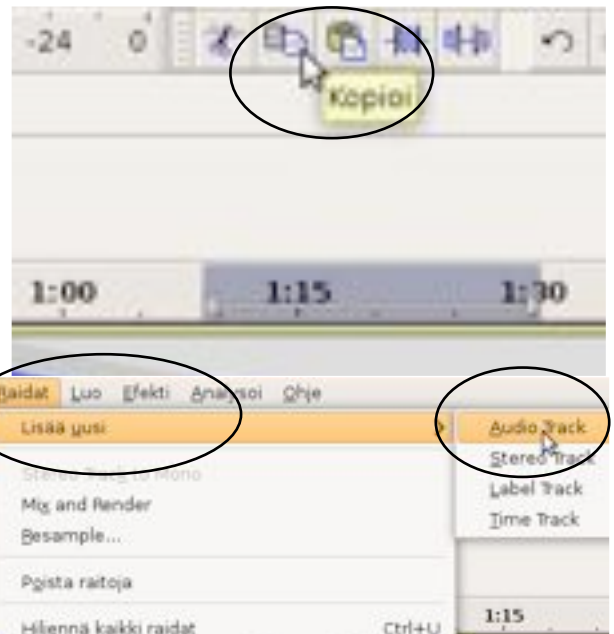 -24 0
Kopioi
1:00 1:15 1:30
Raidat Luo Efekti Analysoi Ohje
Lisää uusi
Audio Track
Stereo Track to Mono
Stereo Track
Mix and Render
Label Track
Resample...
Time Track
Poista raitoja
Hiljennä kaikki raidat Ctrl+U
1:15